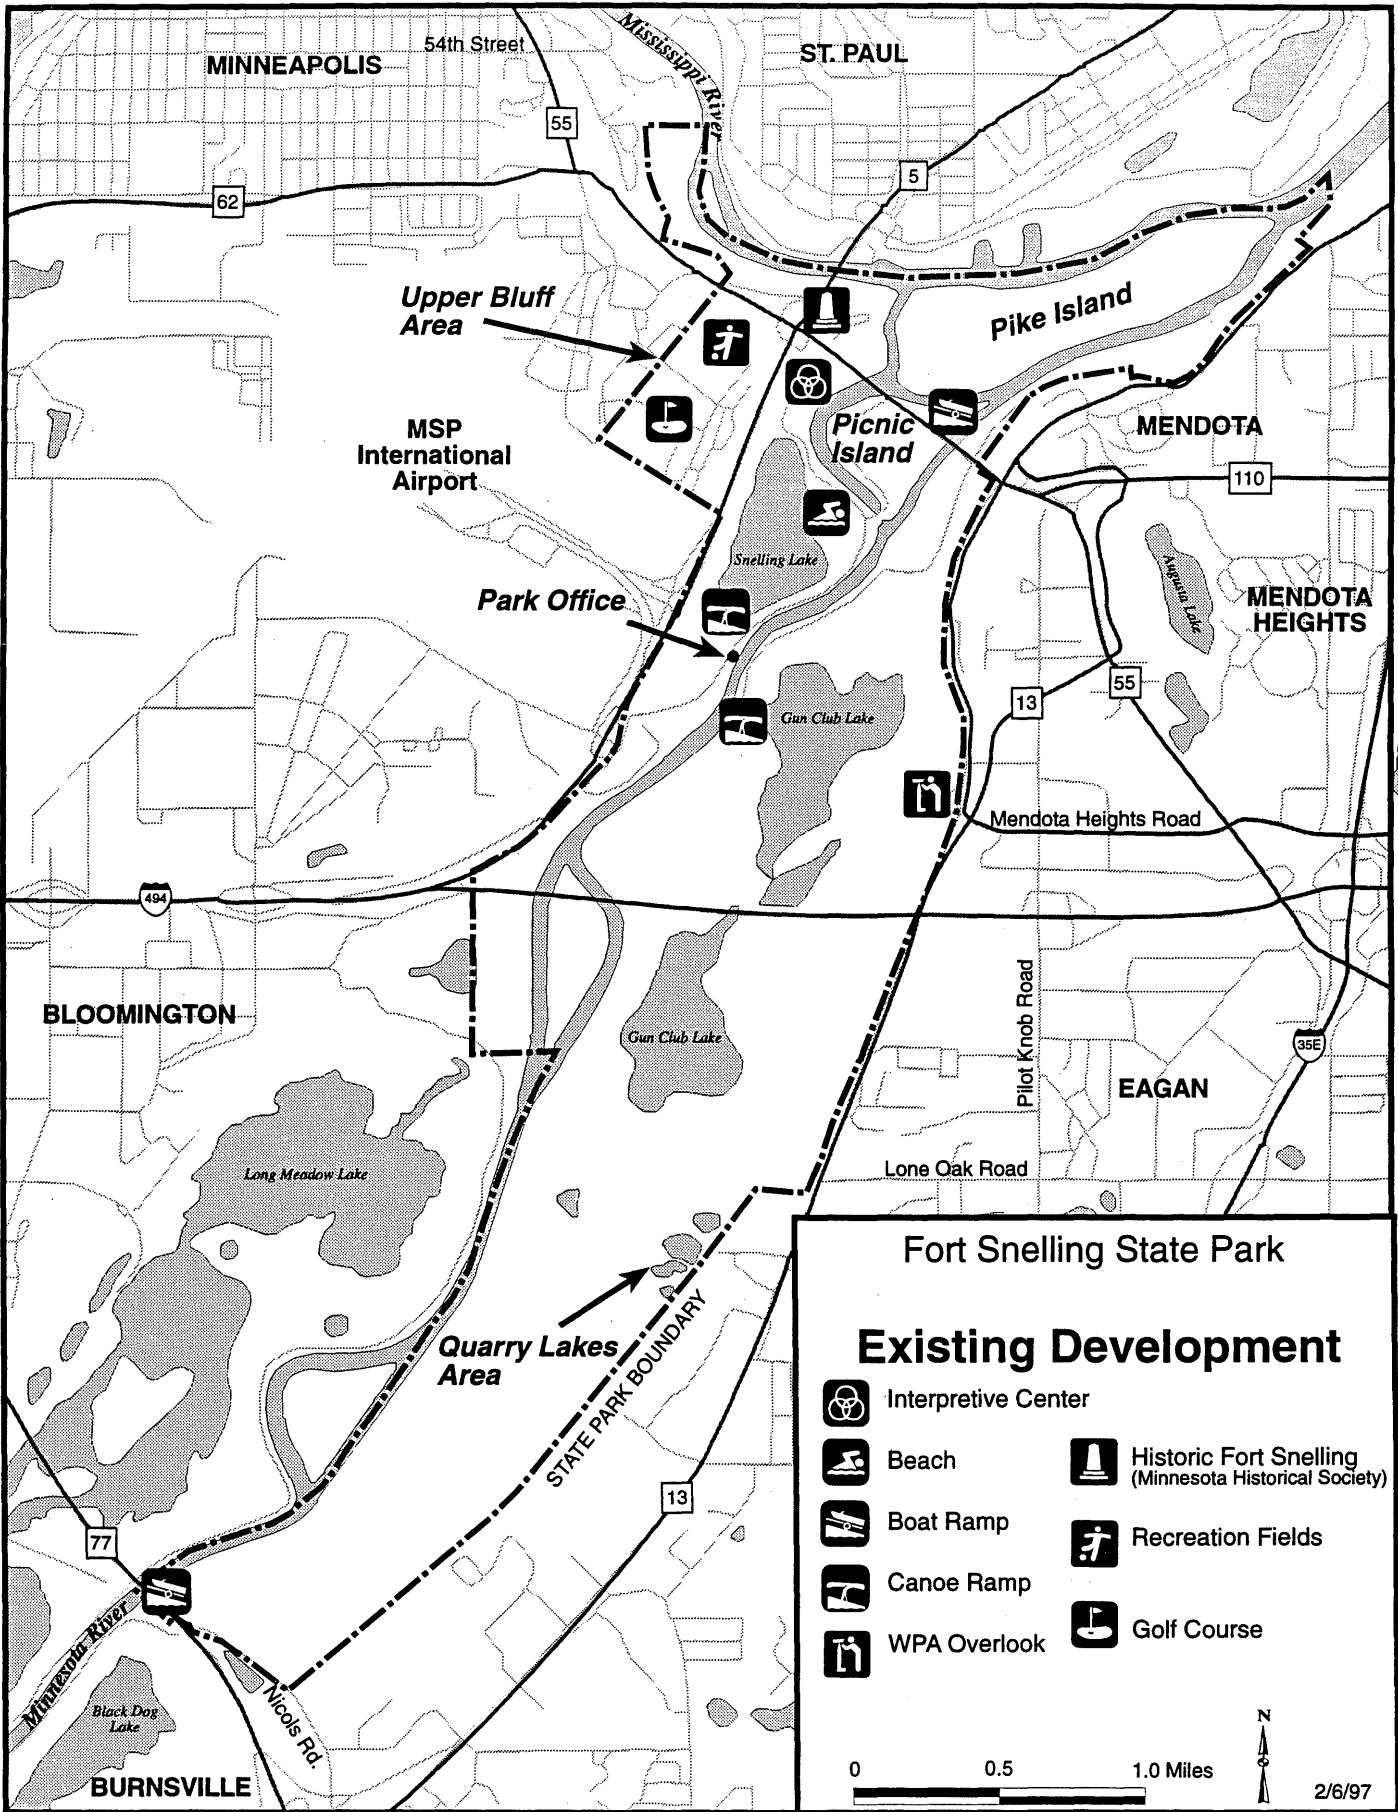 54th Street
MINNEAPOLIS
ST. PAUL
Mississippi River
55
5
62
Upper Bluff
Area
Pike Island
MSP
International
Airport
Picnic
Island
MENDOTA
110
Snelling Lake
Augusta Lake
MENDOTA
HEIGHTS
Park Office
55
13
Gun Club Lake
Mendota Heights Road
494
BLOOMINGTON
Gun Club Lake
Pilot Knob Road
35E
EAGAN
Long Meadow Lake
Lone Oak Road
Quarry Lakes
Area
STATE PARK BOUNDARY
13
77
Minnesota River
Black Dog
Lake
Nicols Rd.
BURNSVILLE
Fort Snelling State Park
Existing Development
Interpretive Center
Beach
Boat Ramp
Canoe Ramp
WPA Overlook
Historic Fort Snelling
(Minnesota Historical Society)
Recreation Fields
Golf Course
N
0 0.5 1.0 Miles
2/6/97